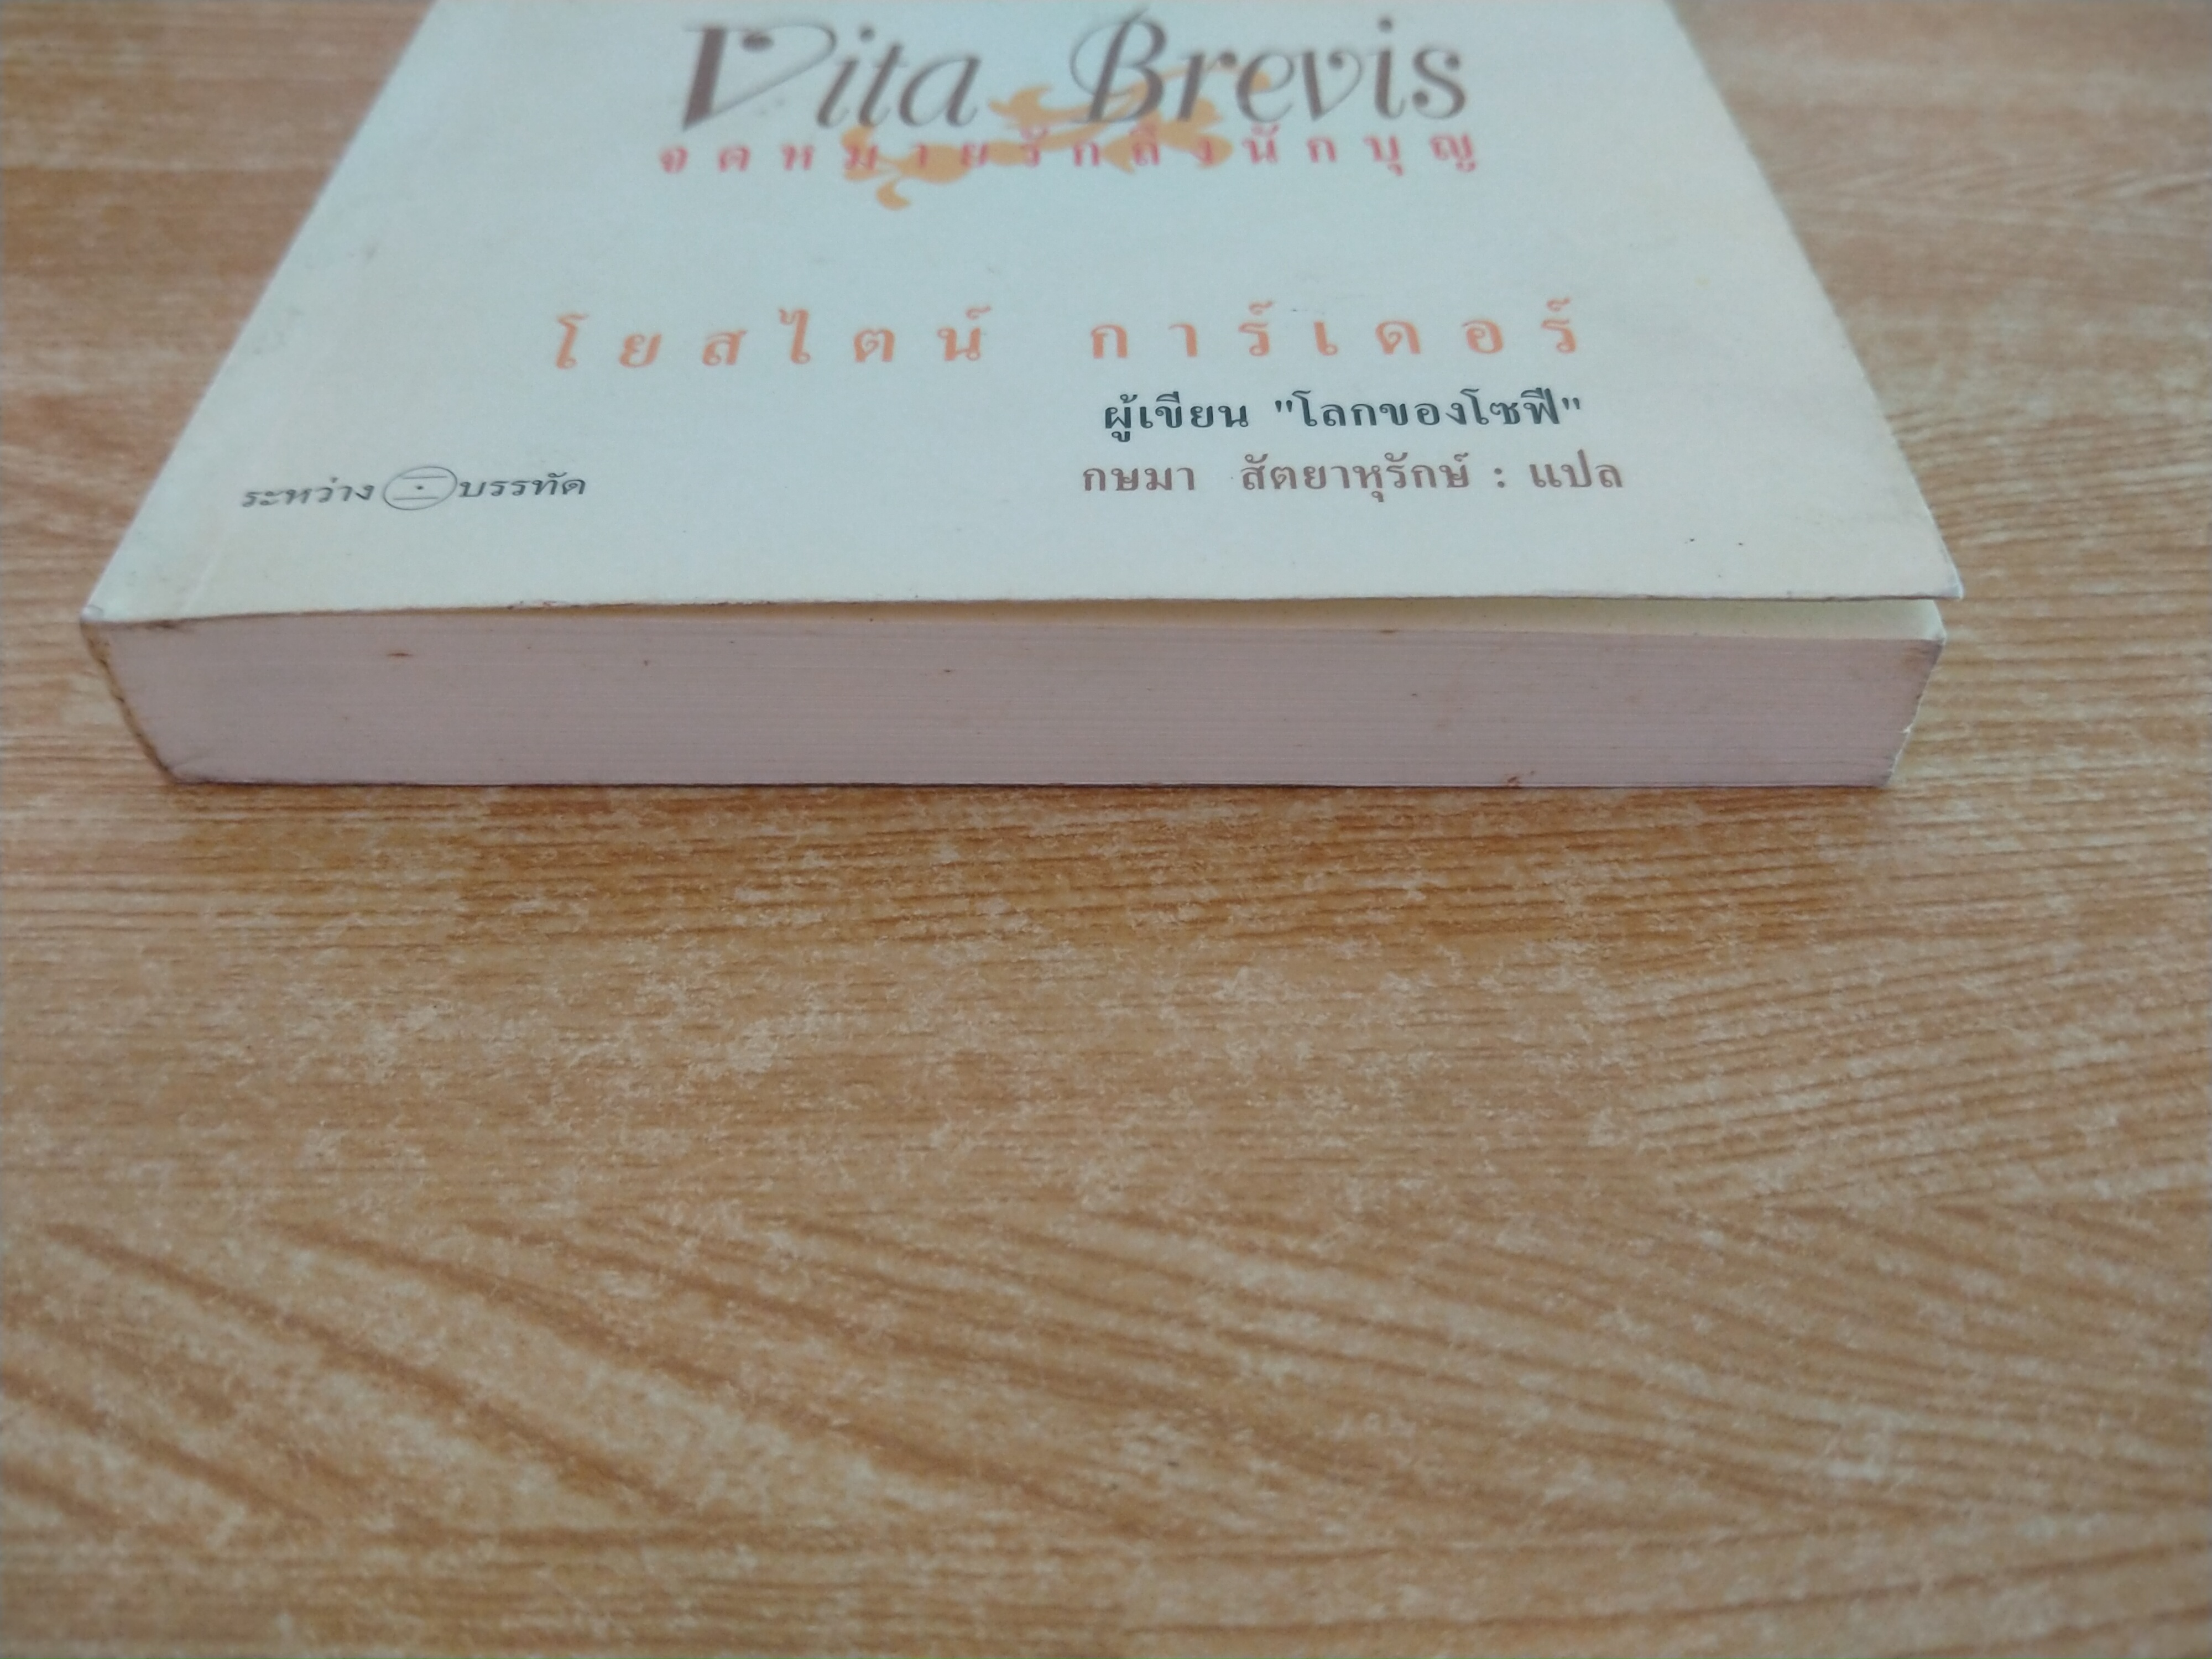 Vita Brevis
จดหมายรักถึงนักบุญ
โยสไตน์ การ์เดอร์
ผู้เขียน "โลกของโซฟี"
กษมา สัตยาหุรักษ์ : แปล
ระหว่างบรรทัด